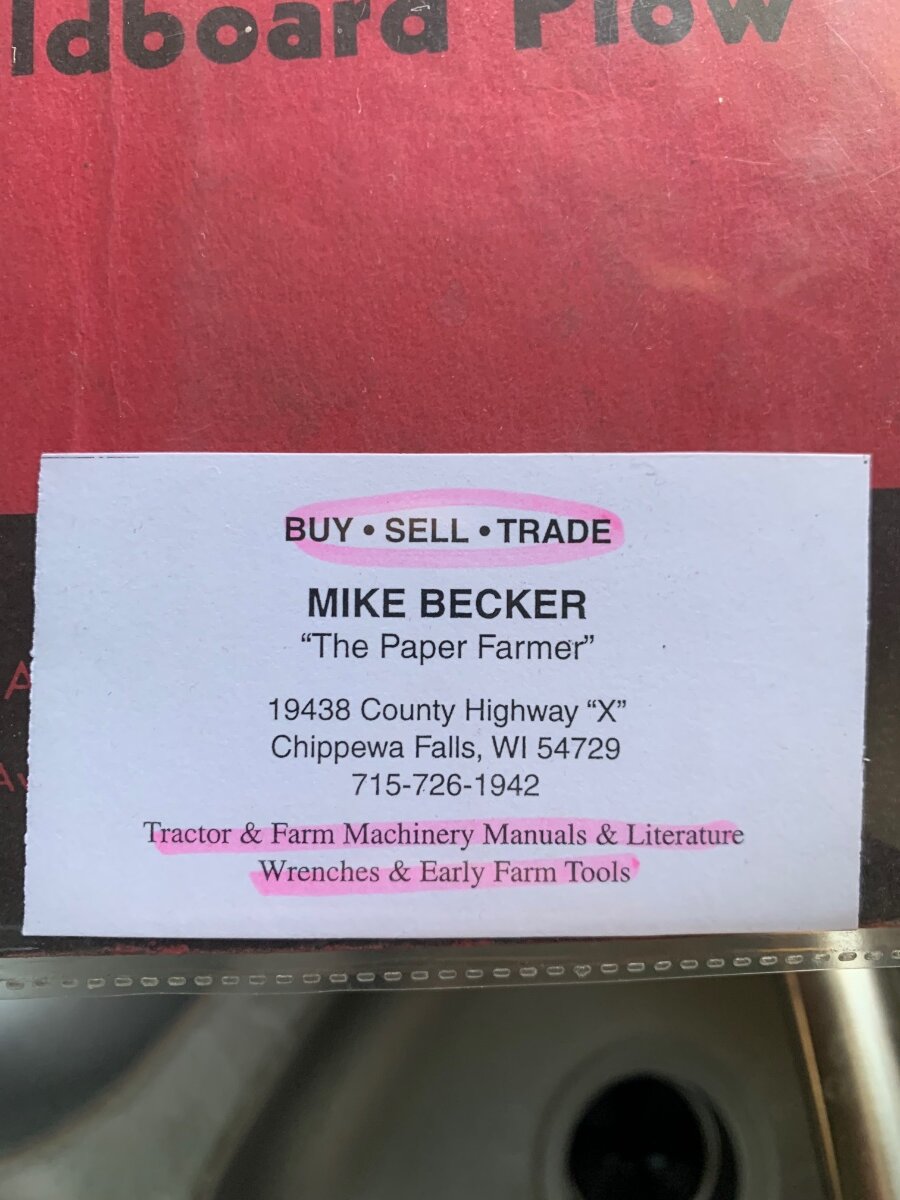 ldboard Plow
BUY • SELL • TRADE
MIKE BECKER
“The Paper Farmer”
19438 County Highway “X”
Chippewa Falls, WI 54729
715-726-1942
Tractor & Farm Machinery Manuals & Literature
Wrenches & Early Farm Tools